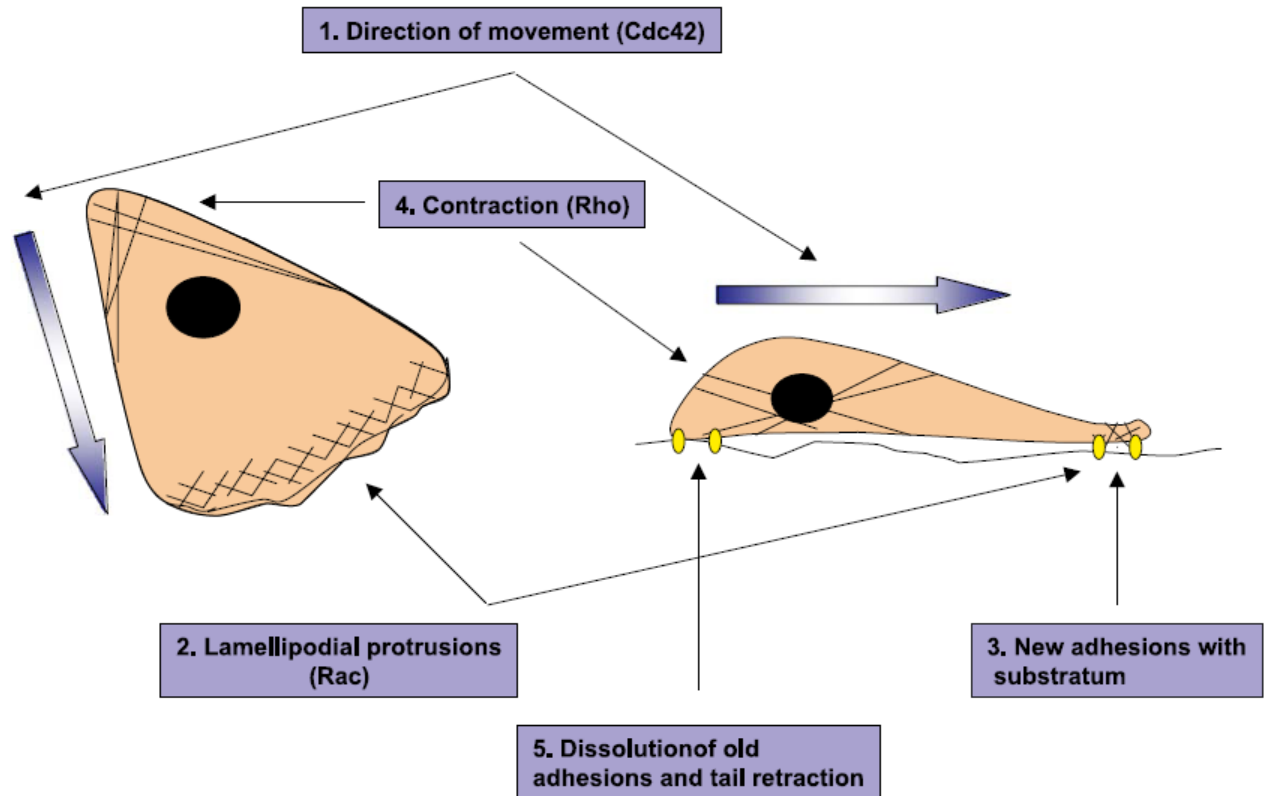 1. Direction of movement (Cdc42)
4. Contraction (Rho)
2. Lamellipodial protrusions
(Rac)
3. New adhesions with
substratum
5. Dissolutionof old
adhesions and tail retraction